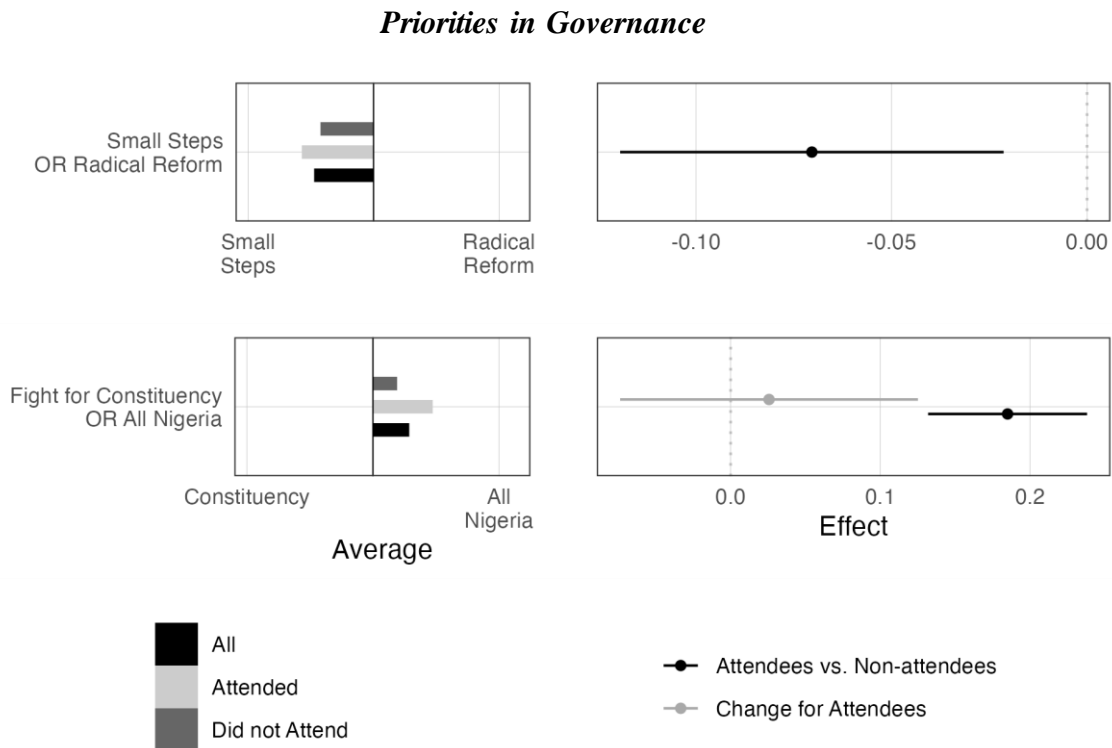 Priorities in Governance
Small Steps
OR Radical Reform
Small
Steps
Radical
Reform
-0.10
-0.05
0.00
Fight for Constituency
OR All Nigeria
Constituency
All
Nigeria
Average
0.0
0.1
0.2
Effect
All
Attended
Did not Attend
Attendees vs. Non-attendees
Change for Attendees